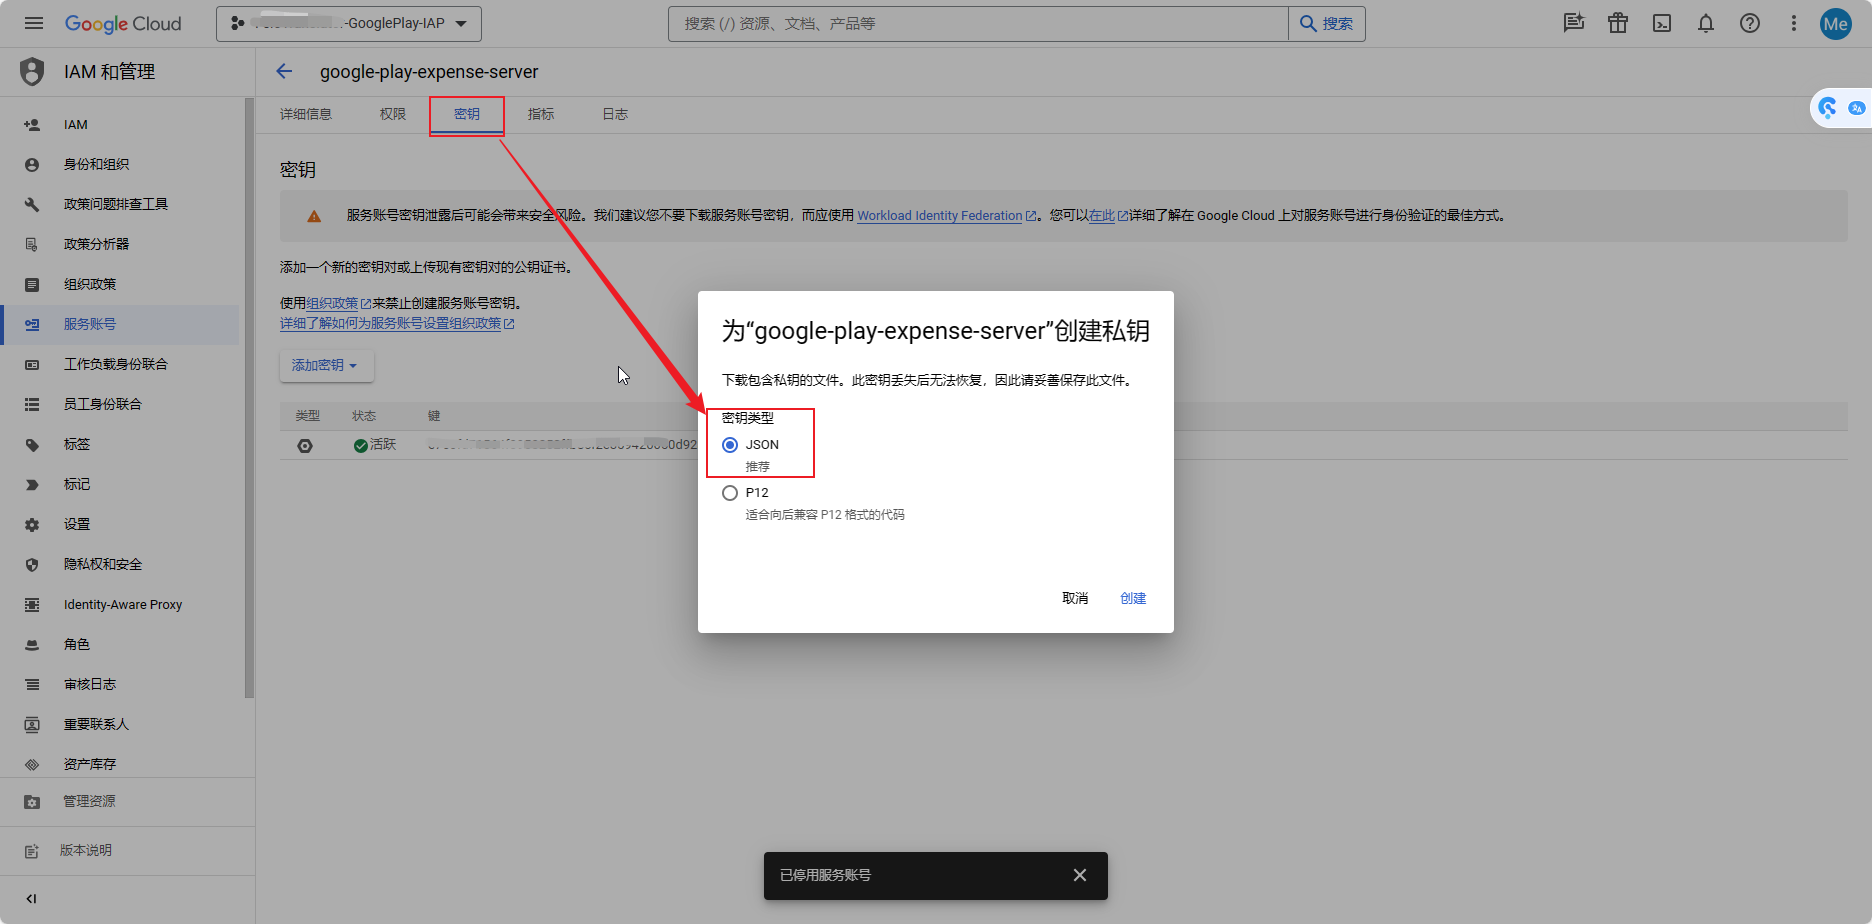 Google Cloud
-GooglePlay-IAP
搜索 (/) 资源、文档、产品等
搜索
Me
IAM 和管理
google-play-expense-server
详细信息
权限
密钥
指标
日志
IAM
身份和组织
政策问题排查工具
政策分析器
组织政策
服务账号
工作负载身份联合
员工身份联合
标签
标记
设置
隐私权和安全
Identity-Aware Proxy
角色
审核日志
重要联系人
资产库存
管理资源
版本说明
密钥
服务账号密钥泄露后可能会带来安全风险。我们建议您不要下载服务账号密钥，而应使用 Workload Identity Federation。您可以在此详细了解在 Google Cloud 上对服务账号进行身份验证的最佳方式。
添加一个新的密钥对或上传现有密钥对的公钥证书。
使用组织政策来禁止创建服务账号密钥。
详细了解如何为服务账号设置组织政策
添加密钥
类型
状态
键
活跃
为“google-play-expense-server”创建私钥
下载包含私钥的文件。此密钥丢失后无法恢复，因此请妥善保存此文件。
密钥类型
JSON
推荐
P12
适合向后兼容 P12 格式的代码
取消
创建
已停用服务账号